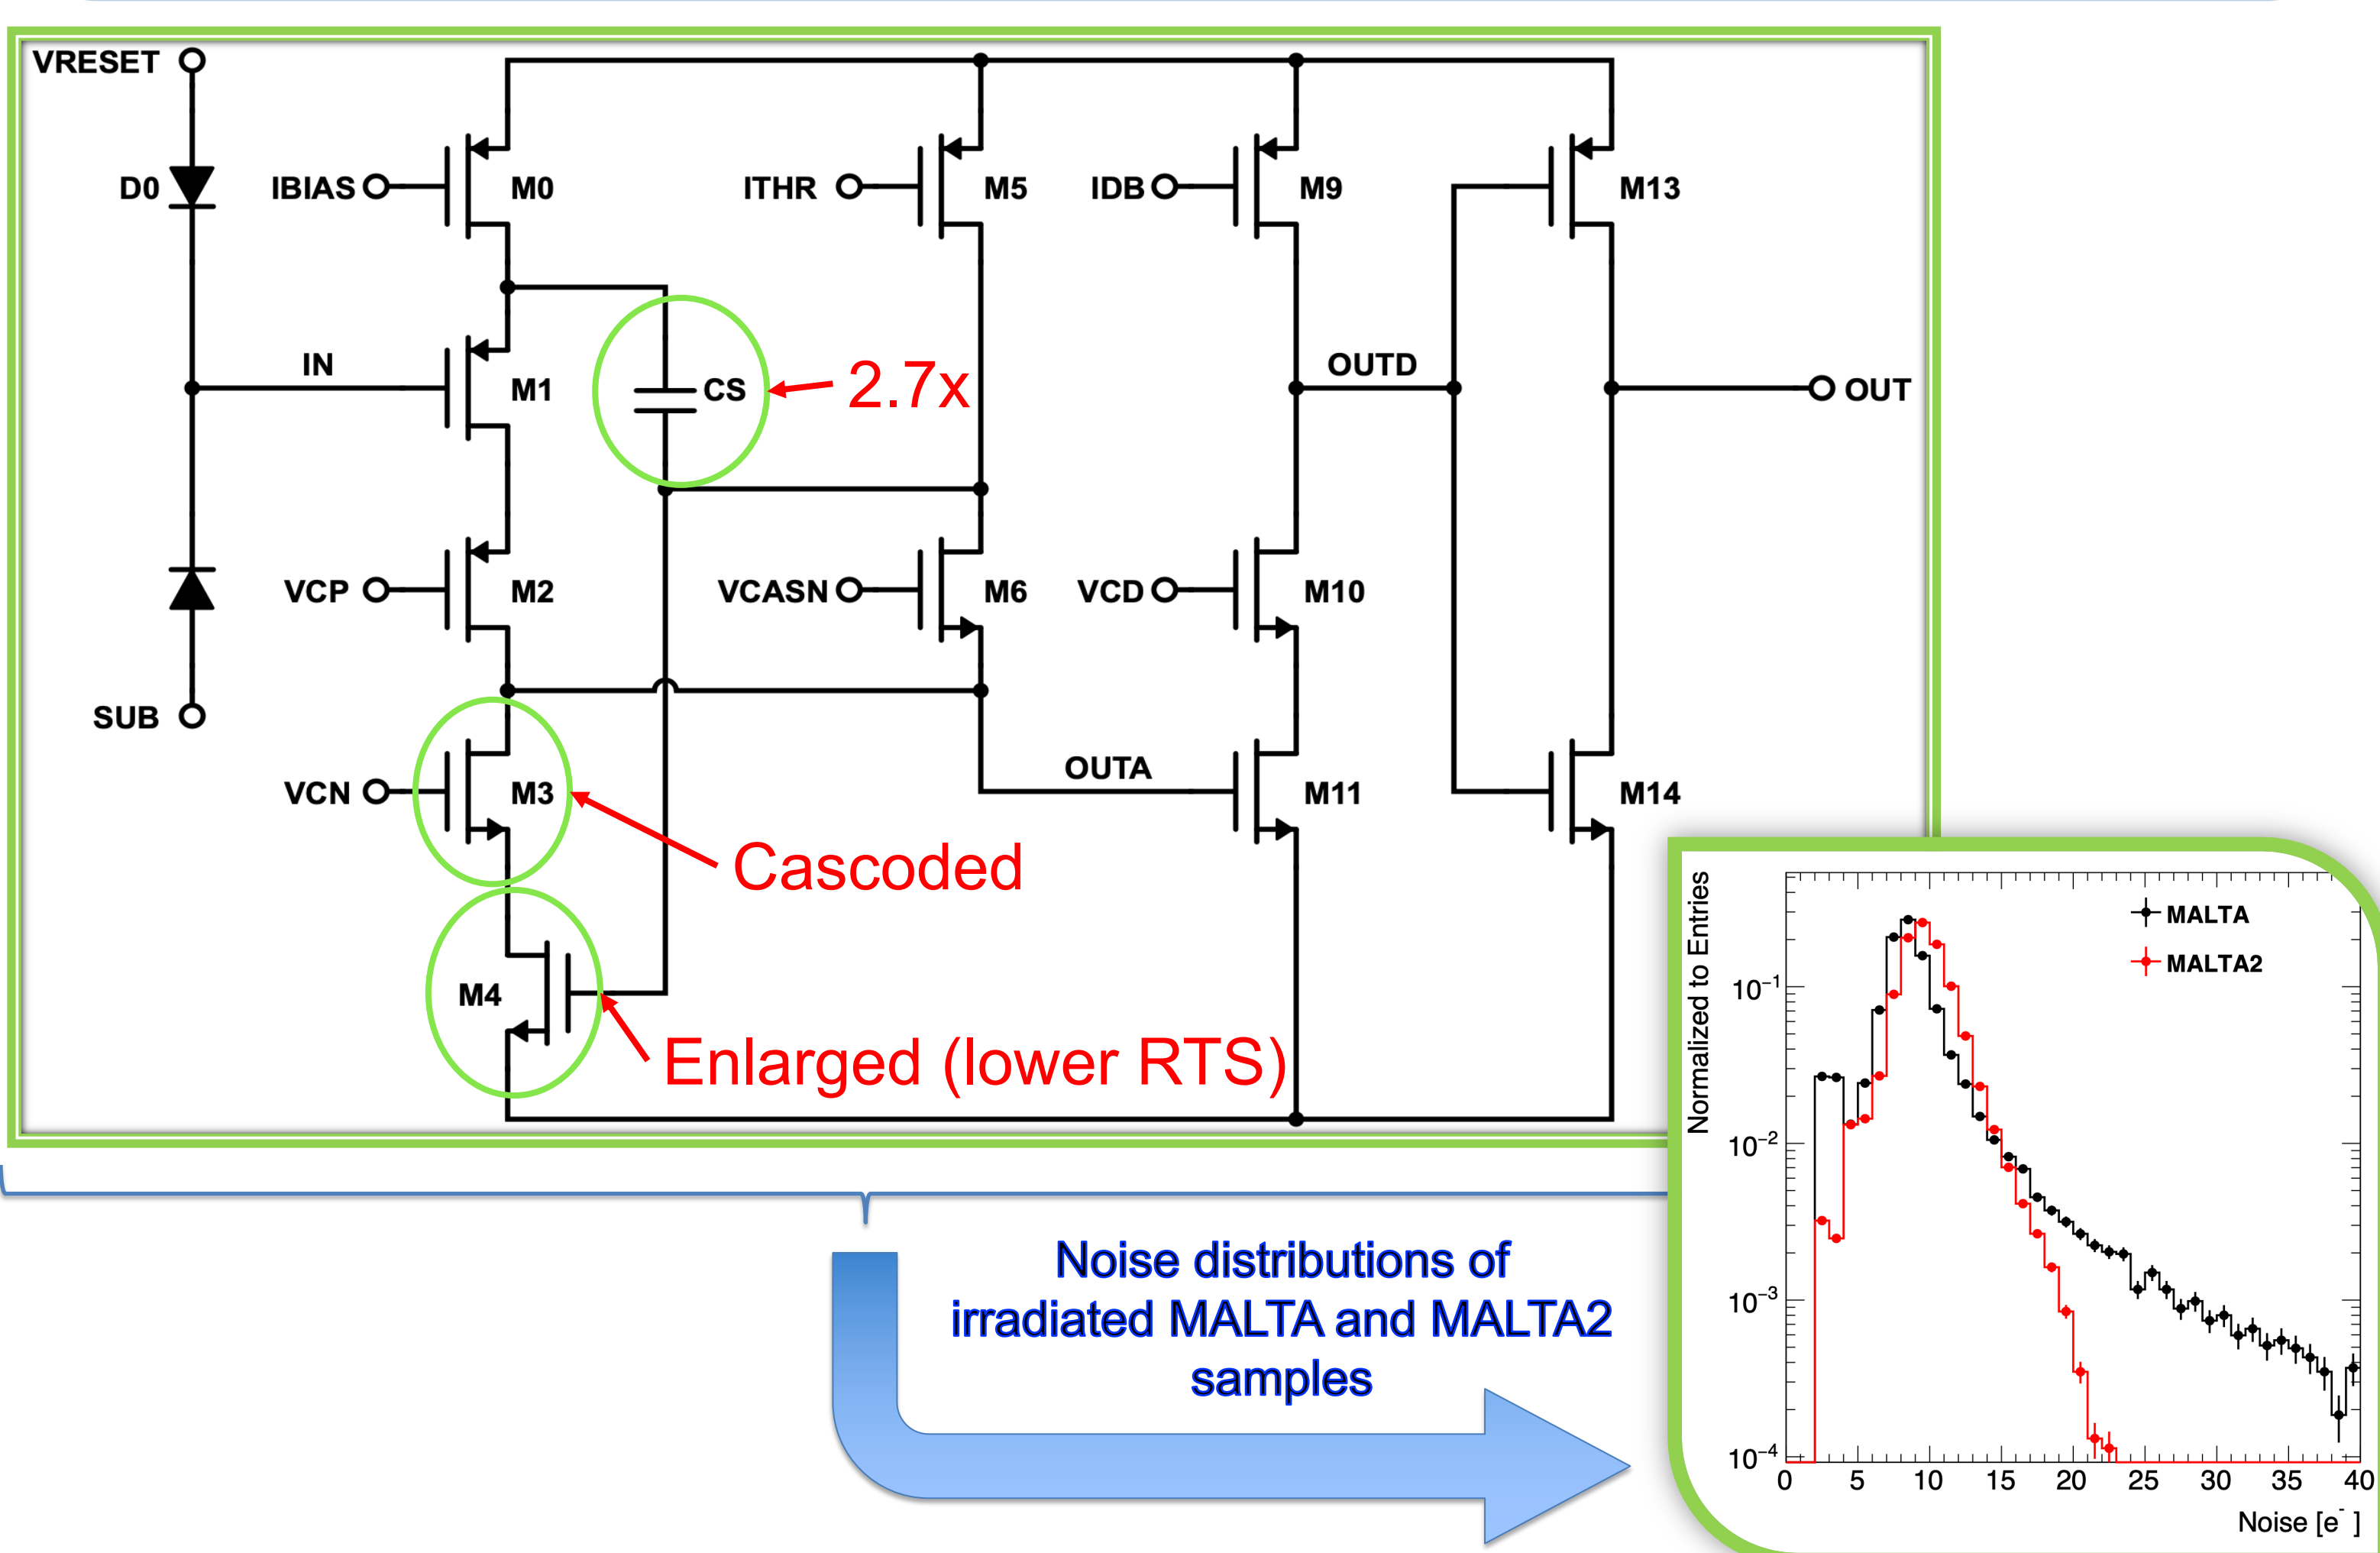 VRESET
D0
IBIAS
M0
ITHR
M5
IDB
M9
M13
IN
M1
CS
2.7x
OUTD
OUT
VCP
M2
VCASN
M6
VCD
M10
SUB
VCN
M3
OUTA
M11
M14
Cascoded
M4
Enlarged (lower RTS)
Noise distributions of
irradiated MALTA and MALTA2
samples
Normalized to Entries
MALTA
MALTA2
10⁻¹
10⁻²
10⁻³
10⁻⁴
0 5 10 15 20 25 30 35 40
Noise [e⁻ ]